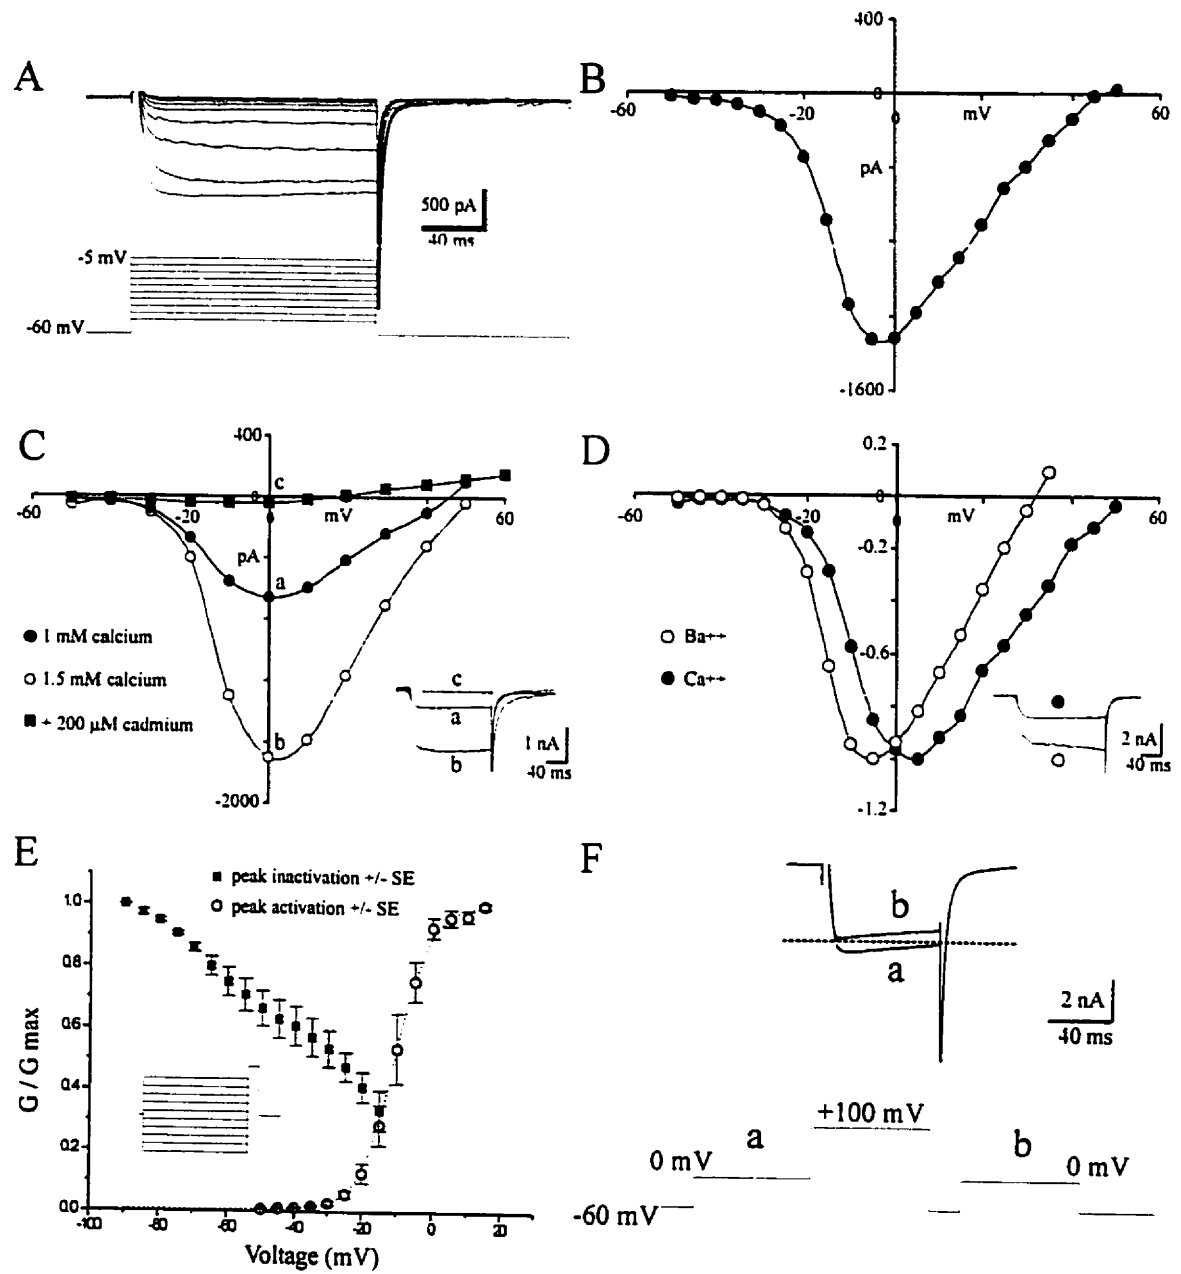 A
500 pA
40 ms
-5 mV
-60 mV
B
400
-60
-20
0
mV
60
pA
-1600
C
400
c
-60
-20
0
mV
60
pA
a
1 mM calcium
1.5 mM calcium
+ 200 µM cadmium
b
-2000
c
a
b
1 nA
40 ms
D
0.2
0
-60
-20
mV
60
-0.2
Ba++
-0.6
Ca++
2 nA
40 ms
-1.2
E
peak inactivation +/- SE
peak activation +/- SE
1.0
0.8
0.6
0.4
0.2
0.0
G / G max
-100
-80
-60
-40
-20
0
20
Voltage (mV)
F
b
a
2 nA
40 ms
+100 mV
a
b
0 mV
0 mV
-60 mV